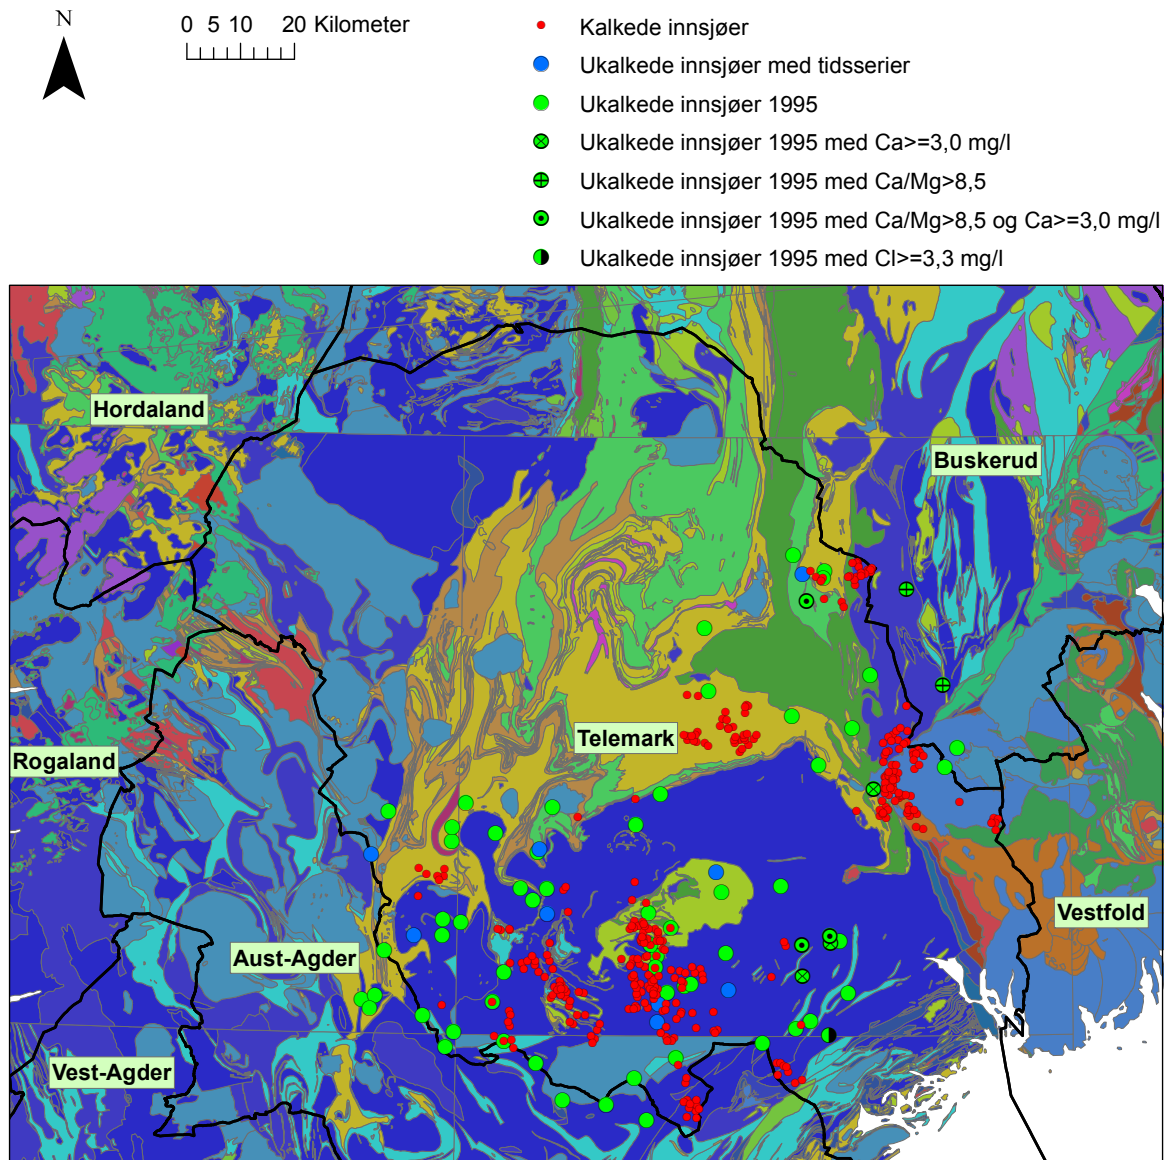 N
0 5 10 20 Kilometer
Kalkede innsjøer
Ukalkede innsjøer med tidsserier
Ukalkede innsjøer 1995
Ukalkede innsjøer 1995 med Ca>=3,0 mg/l
Ukalkede innsjøer 1995 med Ca/Mg>8,5
Ukalkede innsjøer 1995 med Ca/Mg>8,5 og Ca>=3,0 mg/l
Ukalkede innsjøer 1995 med Cl>=3,3 mg/l
Hordaland
Buskerud
Telemark
Rogaland
Vestfold
Aust-Agder
Vest-Agder